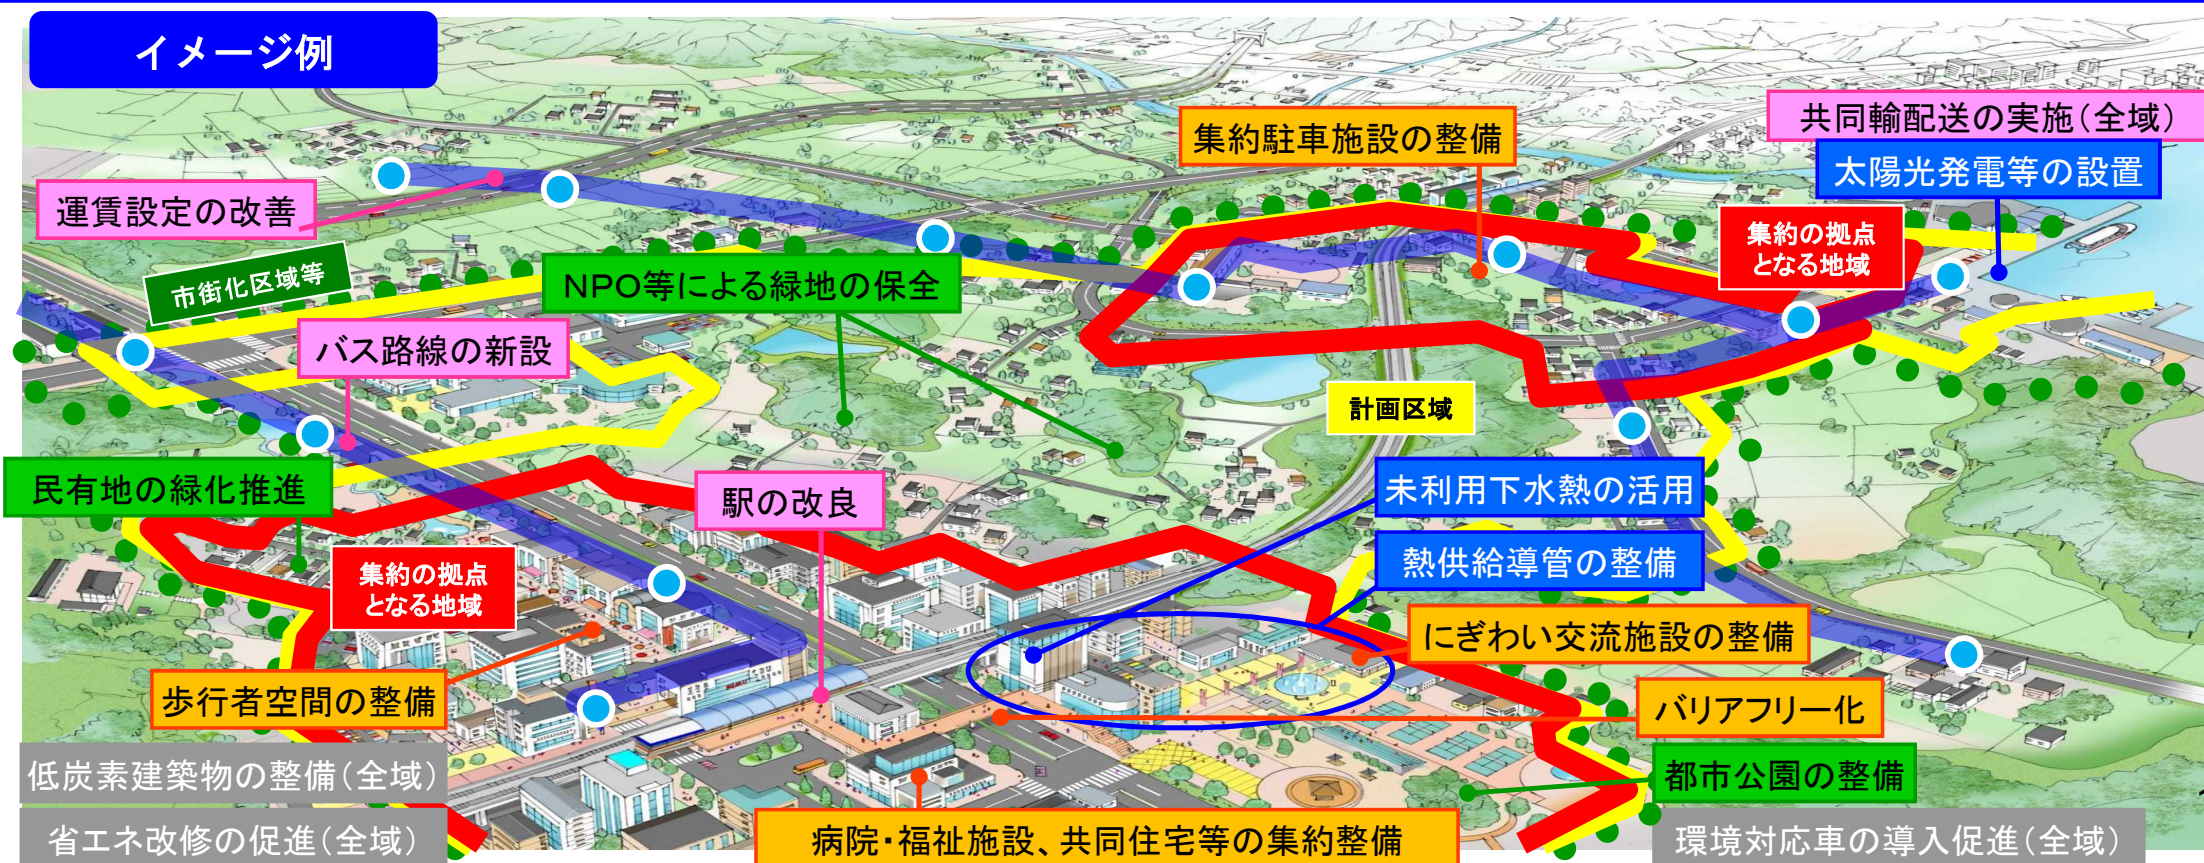 イメージ例
共同輸配送の実施(全域)
集約駐車施設の整備
太陽光発電等の設置
運賃設定の改善
集約の拠点
となる地域
市街化区域等
NPO等による緑地の保全
バス路線の新設
計画区域
民有地の緑化推進
駅の改良
未利用下水熱の活用
熱供給導管の整備
集約の拠点
となる地域
にぎわい交流施設の整備
歩行者空間の整備
バリアフリー化
低炭素建築物の整備(全域)
都市公園の整備
省エネ改修の促進(全域)
病院・福祉施設、共同住宅等の集約整備
環境対応車の導入促進(全域)